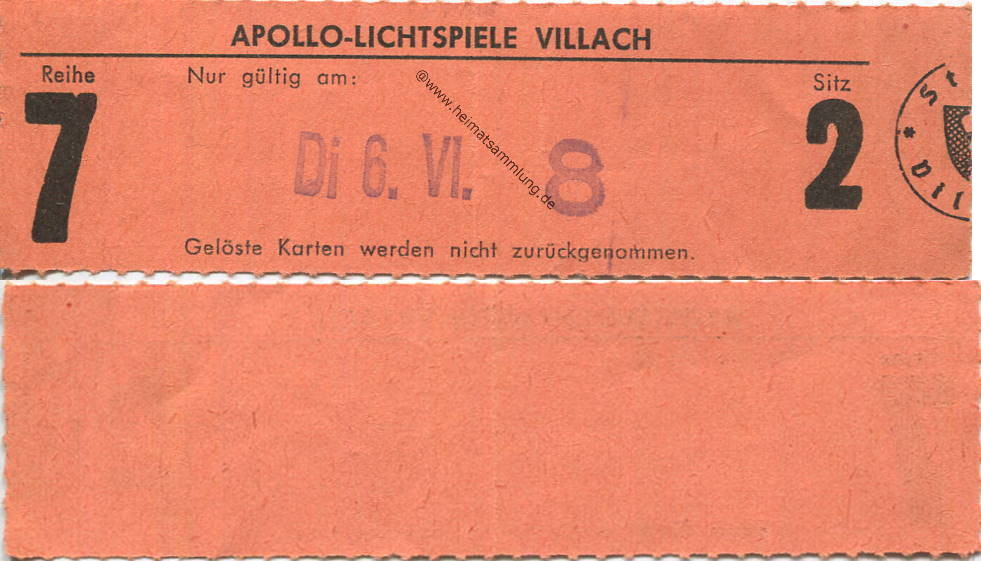 APOLLO-LICHTSPIELE VILLACH
Reihe
Nur gültig am:
Sitz
7
Di 6. VI. 8
2
Gelöste Karten werden nicht zurückgenommen.
@www.heimatsammlung.de